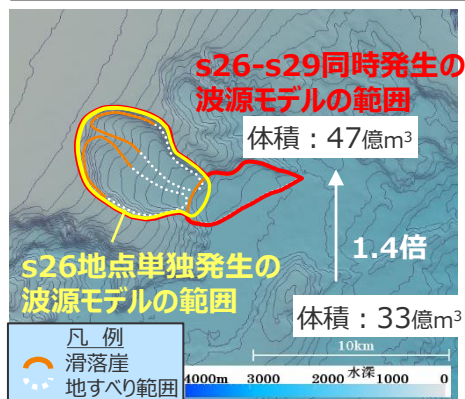 s26-s29同時発生の
波源モデルの範囲
体積：47億m³
1.4倍
s26地点単独発生の
波源モデルの範囲
体積：33億m³
凡 例
滑落崖
地すべり範囲
10km
4000m 3000 2000 水深 1000 0